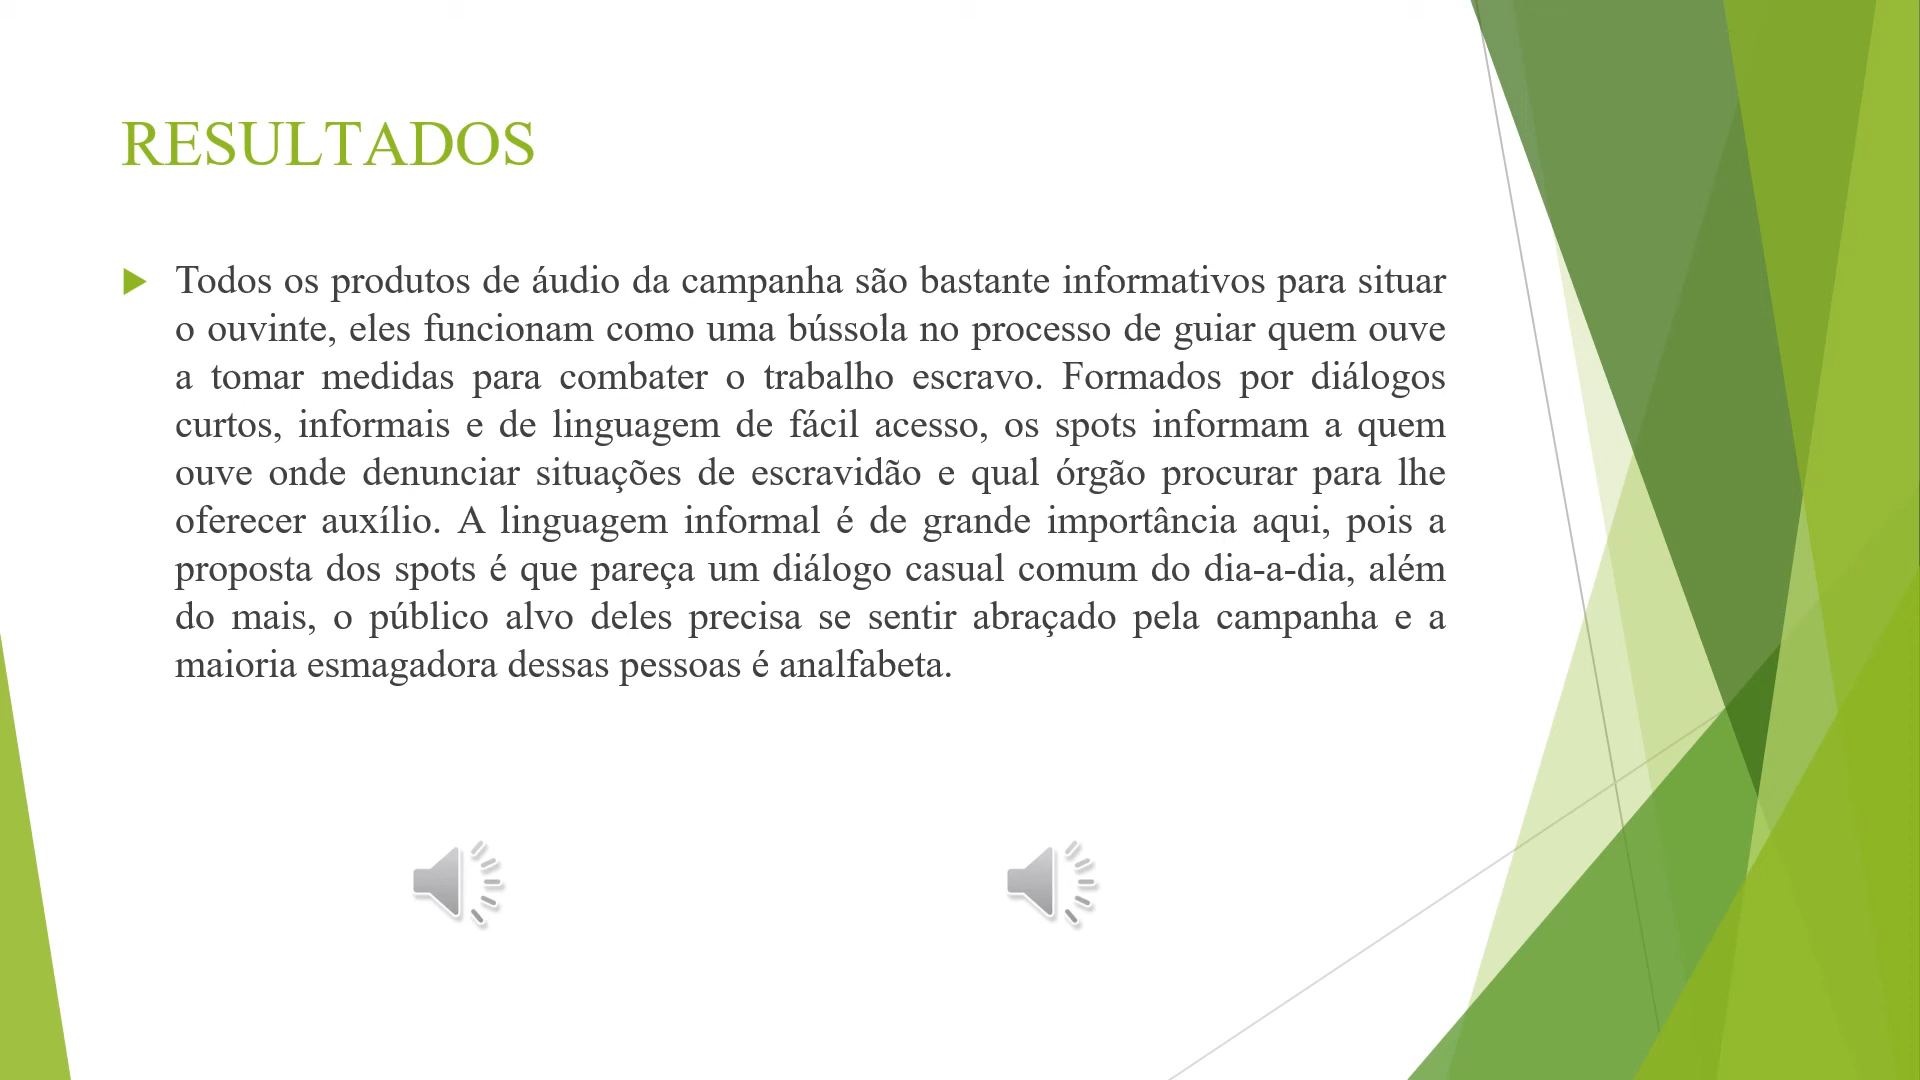 RESULTADOS
Todos os produtos de áudio da campanha são bastante informativos para situar
o ouvinte, eles funcionam como uma bússola no processo de guiar quem ouve
a tomar medidas para combater o trabalho escravo. Formados por diálogos
curtos, informais e de linguagem de fácil acesso, os spots informam a quem
ouve onde denunciar situações de escravidão e qual órgão procurar para lhe
oferecer auxílio. A linguagem informal é de grande importância aqui, pois a
proposta dos spots é que pareça um diálogo casual comum do dia-a-dia, além
do mais, o público alvo deles precisa se sentir abraçado pela campanha e a
maioria esmagadora dessas pessoas é analfabeta.